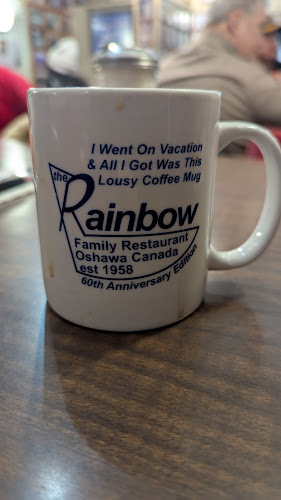 I Went On Vacation
& All I Got Was This
Lousy Coffee Mug
the
Rainbow
Family Restaurant
Oshawa Canada
est 1958
60th Anniversary Edition